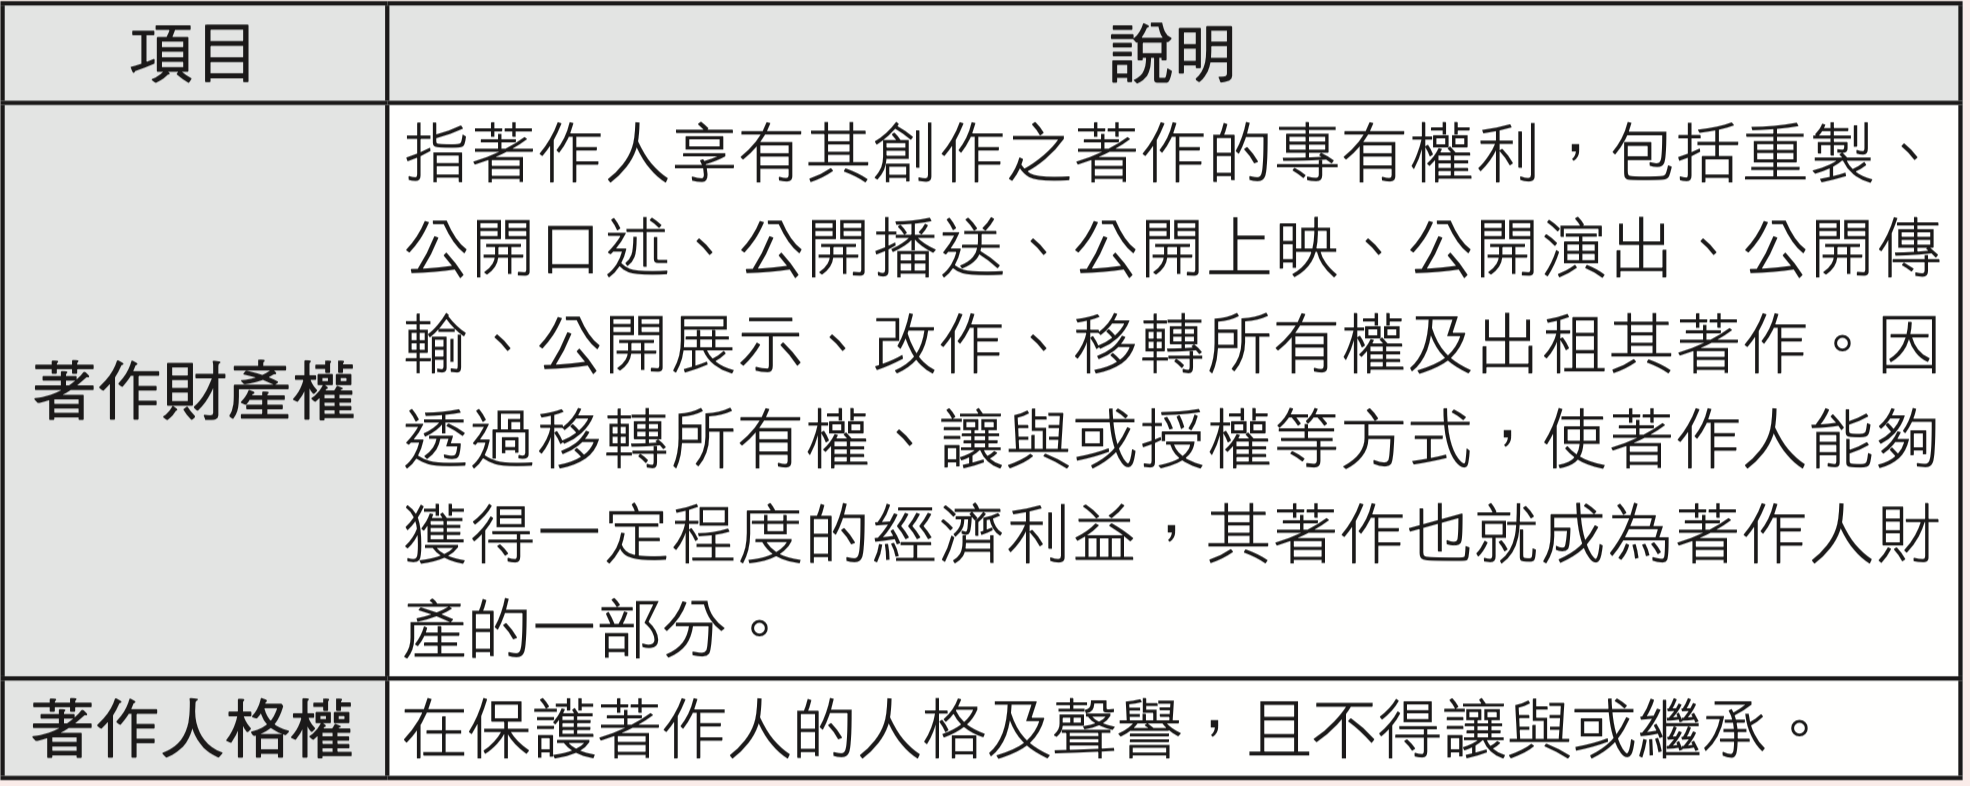 項目
說明
著作財產權
指著作人享有其創作之著作的專有權利，包括重製、
公開口述、公開播送、公開上映、公開演出、公開傳
輸、公開展示、改作、移轉所有權及出租其著作。因
透過移轉所有權、讓與或授權等方式，使著作人能夠
獲得一定程度的經濟利益，其著作也就成為著作人財
產的一部分。
著作人格權
在保護著作人的人格及聲譽，且不得讓與或繼承。